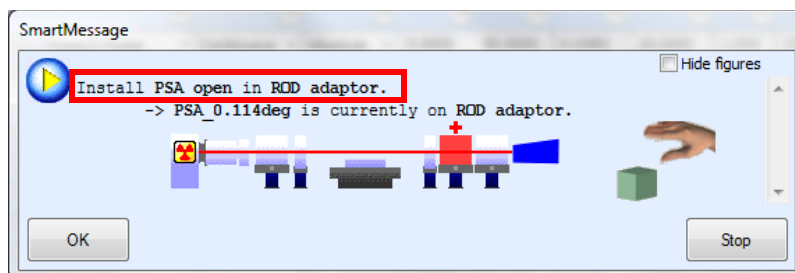 SmartMessage
Hide figures
Install PSA open in ROD adaptor.
-> PSA_0.114deg is currently on ROD adaptor.
OK
Stop